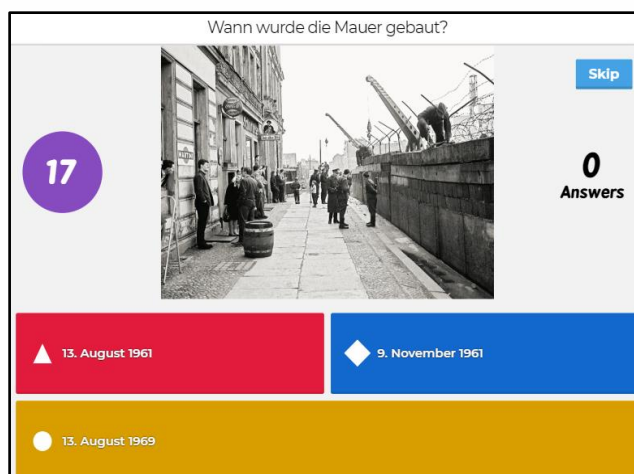 Wann wurde die Mauer gebaut?
Skip
17
0
Answers
13. August 1961
9. November 1961
13. August 1969